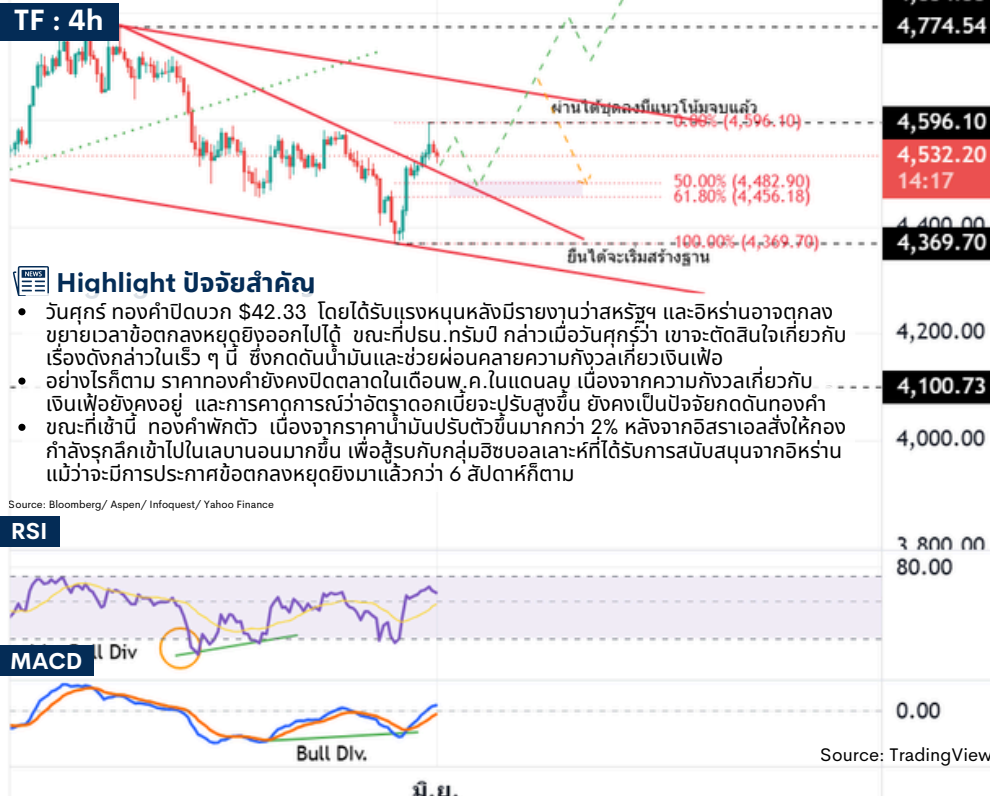 TF : 4h
4,774.54
ผ่านได้ชุดลงมีแนวโน้มจบแล้ว
0.00% (4,596.10)
4,596.10
4,532.20
14:17
50.00% (4,482.90)
61.80% (4,456.18)
4,400.00
100.00% (4,369.70)
4,369.70
ยืนได้จะเริ่มสร้างฐาน
NEWS
Highlight ปัจจัยสำคัญ
• วันศุกร์ ทองคำปิดบวก $42.33 โดยได้รับแรงหนุนหลังมีรายงานว่าสหรัฐฯ และอิหร่านอาจตกลง
ขยายเวลาข้อตกลงหยุดยิงออกไปได้ ขณะที่ปธน.ทรัมป์ กล่าวเมื่อวันศุกร์ว่า เขาจะตัดสินใจเกี่ยวกับ
เรื่องดังกล่าวในเร็ว ๆ นี้ ซึ่งกดดันน้ำมันและช่วยผ่อนคลายความกังวลเกี่ยวเงินเฟ้อ
4,200.00
• อย่างไรก็ตาม ราคาทองคำยังคงปิดตลาดในเดือนพ.ค.ในแดนลบ เนื่องจากความกังวลเกี่ยวกับ
เงินเฟ้อยังคงอยู่ และการคาดการณ์ว่าอัตราดอกเบี้ยจะปรับสูงขึ้น ยังคงเป็นปัจจัยกดดันทองคำ
4,100.73
• ขณะที่เช้านี้ ทองคำพักตัว เนื่องจากราคาน้ำมันปรับตัวขึ้นมากกว่า 2% หลังจากอิสราเอลสั่งให้กอง
กำลังรุกลึกเข้าไปในเลบานอนมากขึ้น เพื่อสู้รบกับกลุ่มฮิซบอลเลาะห์ที่ได้รับการสนับสนุนจากอิหร่าน
แม้ว่าจะมีการประกาศข้อตกลงหยุดยิงมาแล้วกว่า 6 สัปดาห์ก็ตาม
4,000.00
Source: Bloomberg/ Aspen/ Infoquest/ Yahoo Finance
RSI
3,800.00
80.00
Div
MACD
0.00
Bull DIv.
Source: TradingView
มิ.ย.